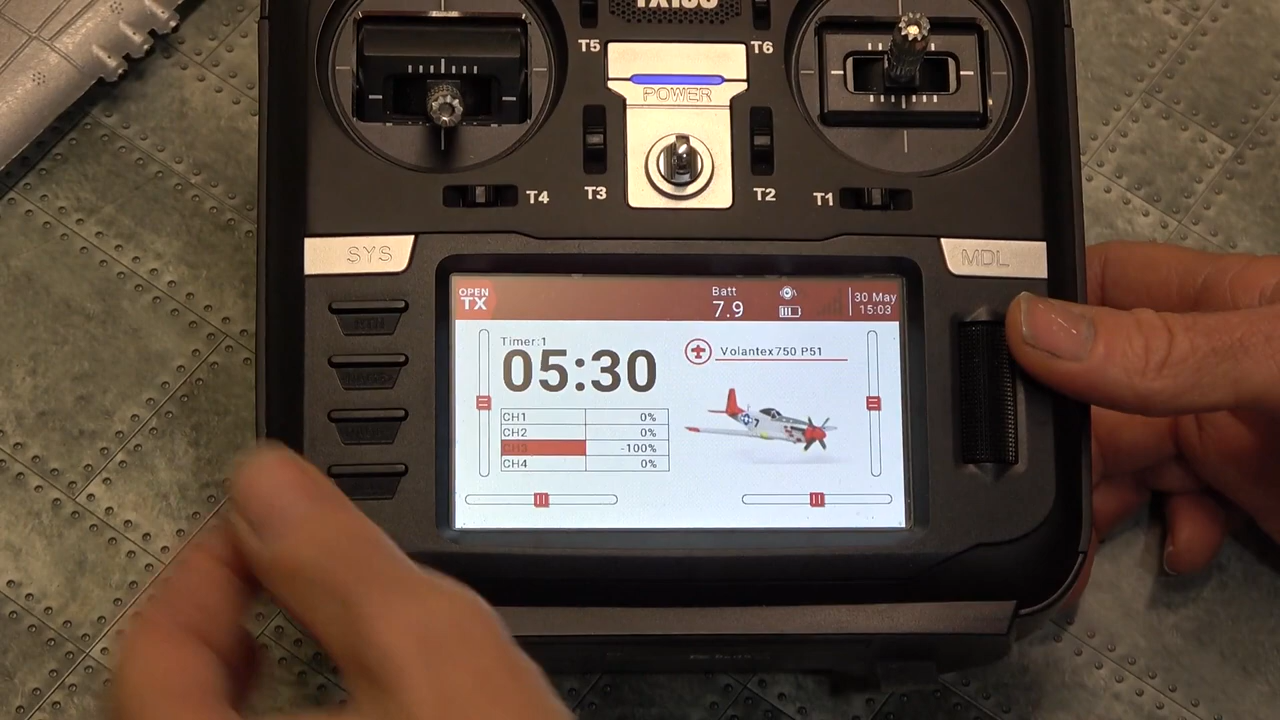 TX16S
T5
T6
POWER
T4
T3
T2
T1
SYS
MDL
OPEN
TX
Batt
7.9
30 May
15:03
Timer:1
05:30
Volantex750 P51
CH1 0%
CH2 0%
CH3 -100%
CH4 0%